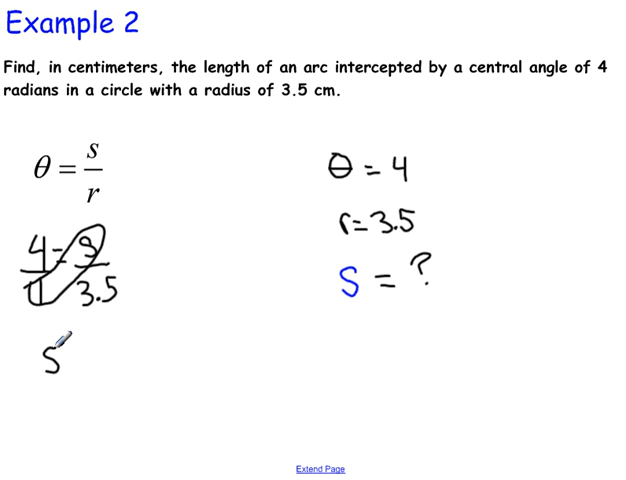 Example 2
Find, in centimeters, the length of an arc intercepted by a central angle of 4
radians in a circle with a radius of 3.5 cm.
θ = s/r
θ = 4
r = 3.5
4/1 = s/3.5
s = ?
s
Extend Page